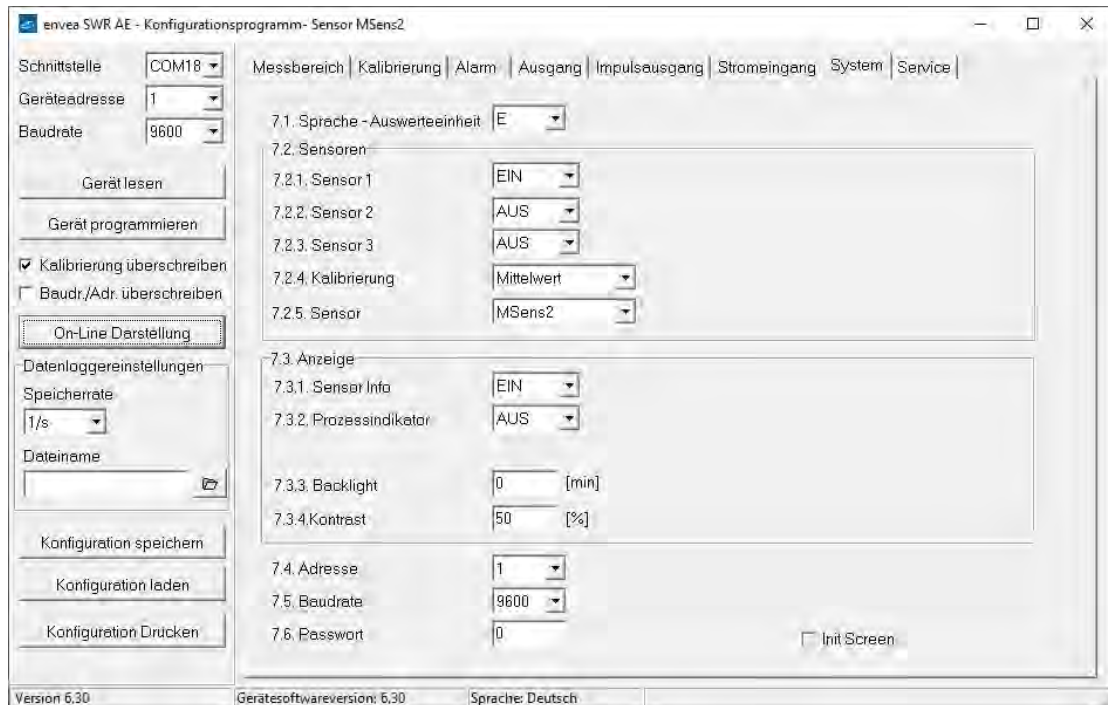 envea SWR AE - Konfigurationsprogramm- Sensor MSens2
Schnittstelle COM18
Geräteadresse 1
Baudrate 9600
Gerät lesen
Gerät programmieren
Kalibrierung überschreiben
Baudr./Adr. überschreiben
On-Line Darstellung
Datenloggereinstellungen
Speicherrate
1/s
Dateiname
Konfiguration speichern
Konfiguration laden
Konfiguration Drucken
Messbereich Kalibrierung Alarm Ausgang Impulsausgang Stromeingang System Service
7.1. Sprache - Auswerteeinheit E
7.2. Sensoren
7.2.1. Sensor 1 EIN
7.2.2. Sensor 2 AUS
7.2.3. Sensor 3 AUS
7.2.4. Kalibrierung Mittelwert
7.2.5. Sensor MSens2
7.3. Anzeige
7.3.1. Sensor Info EIN
7.3.2. Prozessindikator AUS
7.3.3. Backlight 0 [min]
7.3.4.Kontrast 50 [%]
7.4. Adresse 1
7.5. Baudrate 9600
7.6. Passwort 0
Init Screen
Version 6,30 Gerätesoftwareversion: 6,30 Sprache: Deutsch